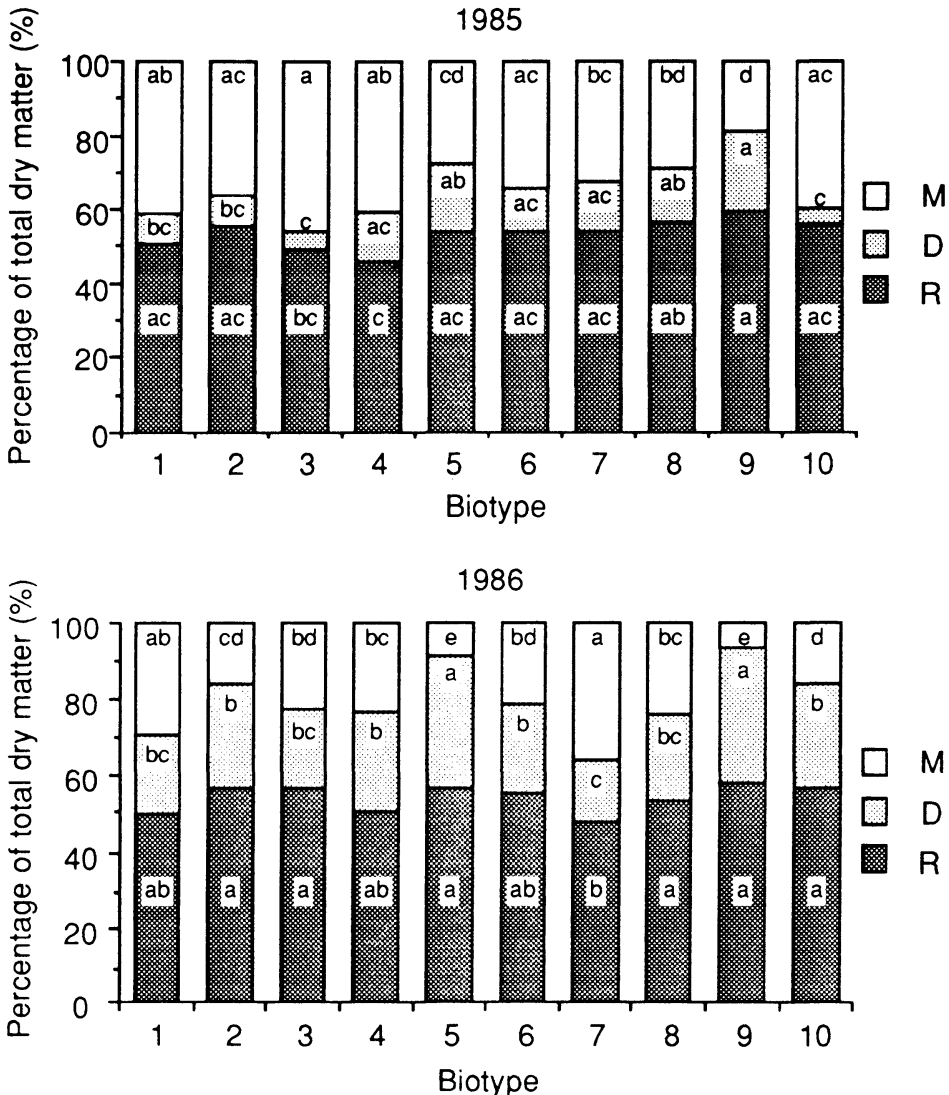 1985
Percentage of total dry matter (%)
100
80
60
40
20
0
ab ac a ab cd ac bc bd d ac
bc bc c ac ab ac ac ab a c
ac ac bc c ac ac ac ab a ac
1 2 3 4 5 6 7 8 9 10
Biotype
M
D
R
1986
Percentage of total dry matter (%)
100
80
60
40
20
0
ab cd bd bc e bd a bc e d
bc b bc b a b c bc a b
ab a a ab a ab b a a a
1 2 3 4 5 6 7 8 9 10
Biotype
M
D
R